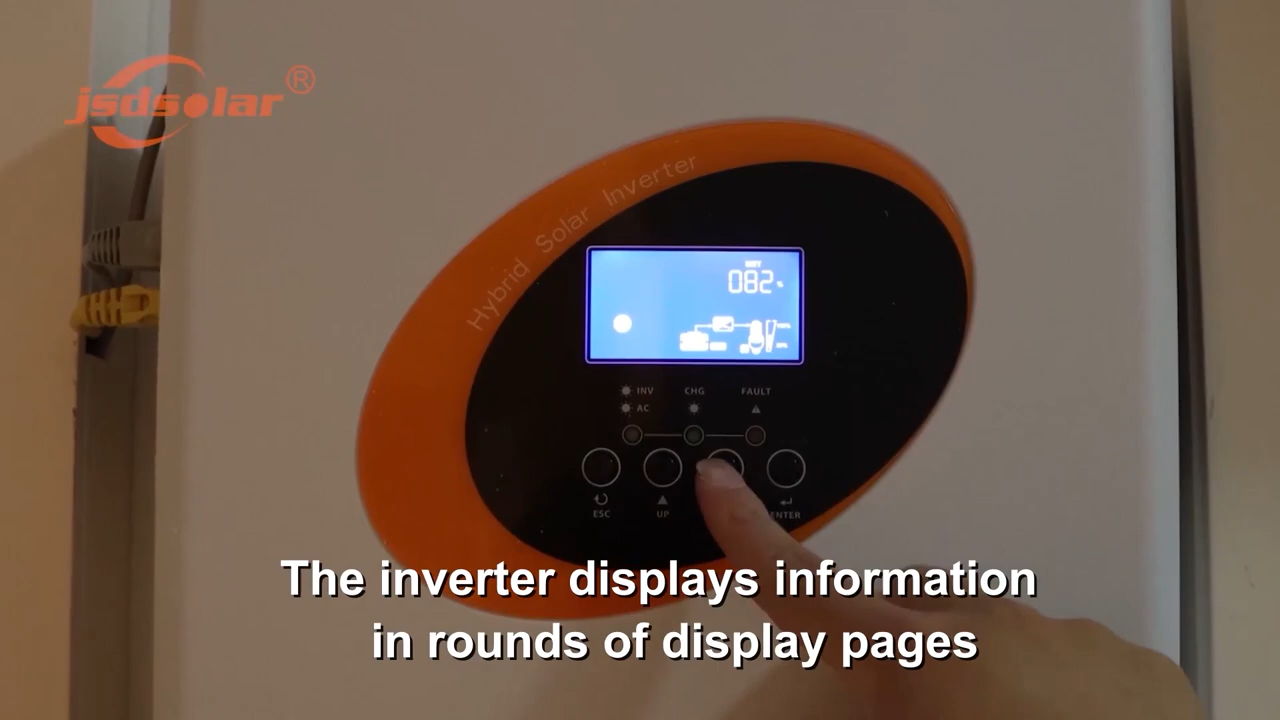 jsdsolar®
Hybrid Solar Inverter
BATT
082%
INV
CHG
FAULT
AC
ESC
UP
ENTER
The inverter displays information
in rounds of display pages